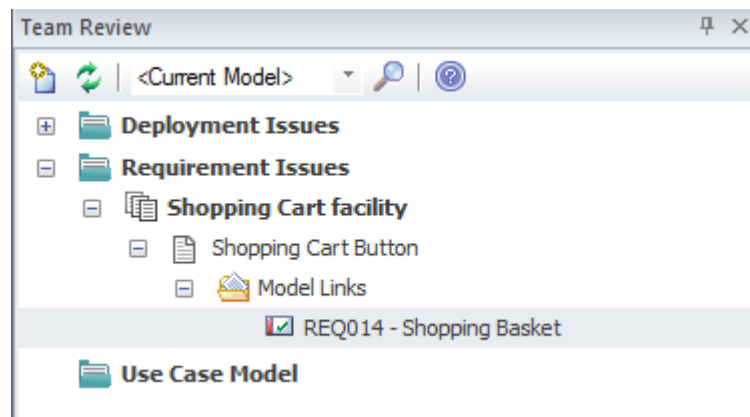 Team Review
<Current Model>
Deployment Issues
Requirement Issues
Shopping Cart facility
Shopping Cart Button
Model Links
REQ014 - Shopping Basket
Use Case Model